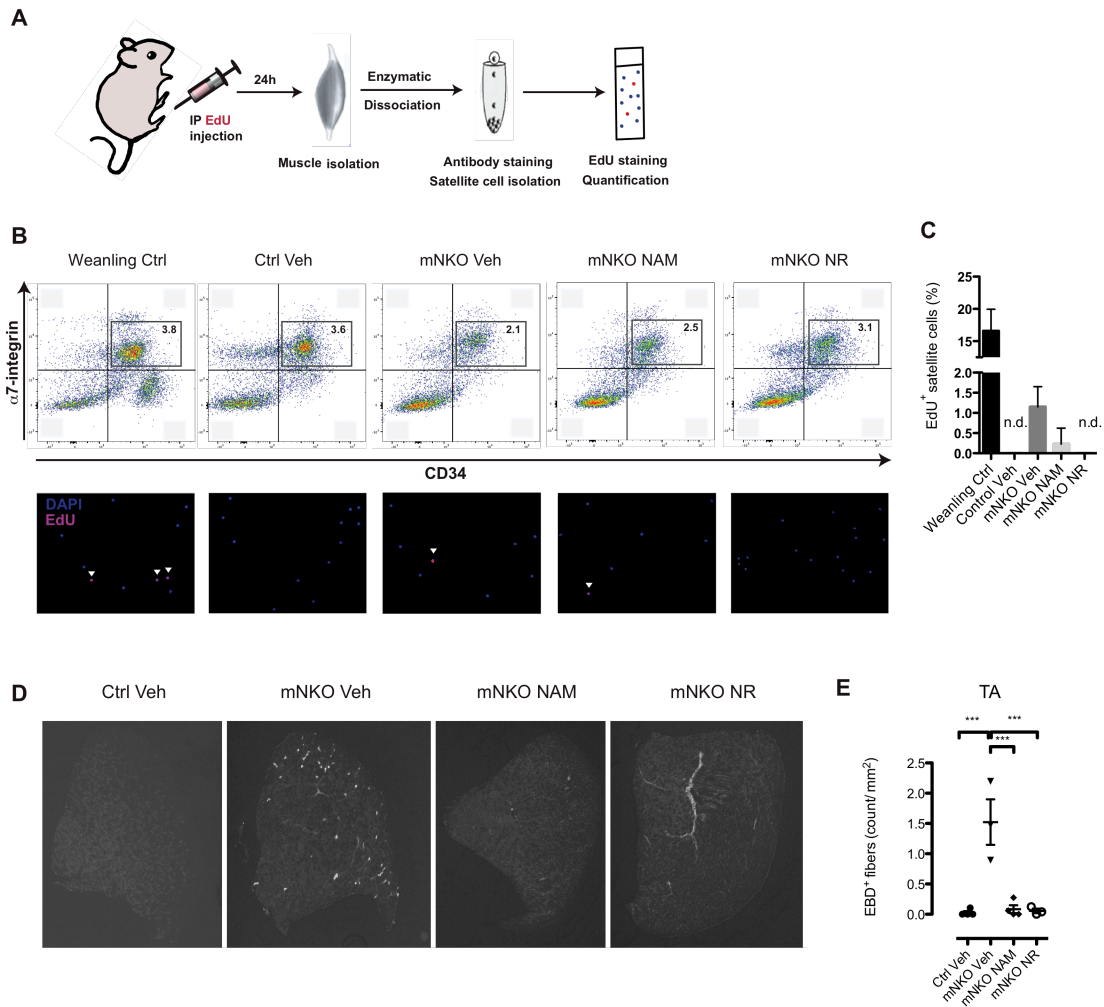 A
24h
Enzymatic
Dissociation
IP EdU
injection
Muscle isolation
Antibody staining
Satellite cell isolation
EdU staining
Quantification
B
Weanling Ctrl
Ctrl Veh
mNKO Veh
mNKO NAM
mNKO NR
α7-integrin
3.8
3.6
2.1
2.5
3.1
CD34
DAPI
EdU
C
EdU+ satellite cells (%)
25
20
15
2.0
1.5
1.0
0.5
0.0
n.d.
n.d.
Weanling Ctrl
Control Veh
mNKO Veh
mNKO NAM
mNKO NR
D
Ctrl Veh
mNKO Veh
mNKO NAM
mNKO NR
E
TA
***
***
***
EBD+ fibers (count/mm2)
2.5
2.0
1.5
1.0
0.5
0.0
Ctrl Veh
mNKO Veh
mNKO NAM
mNKO NR